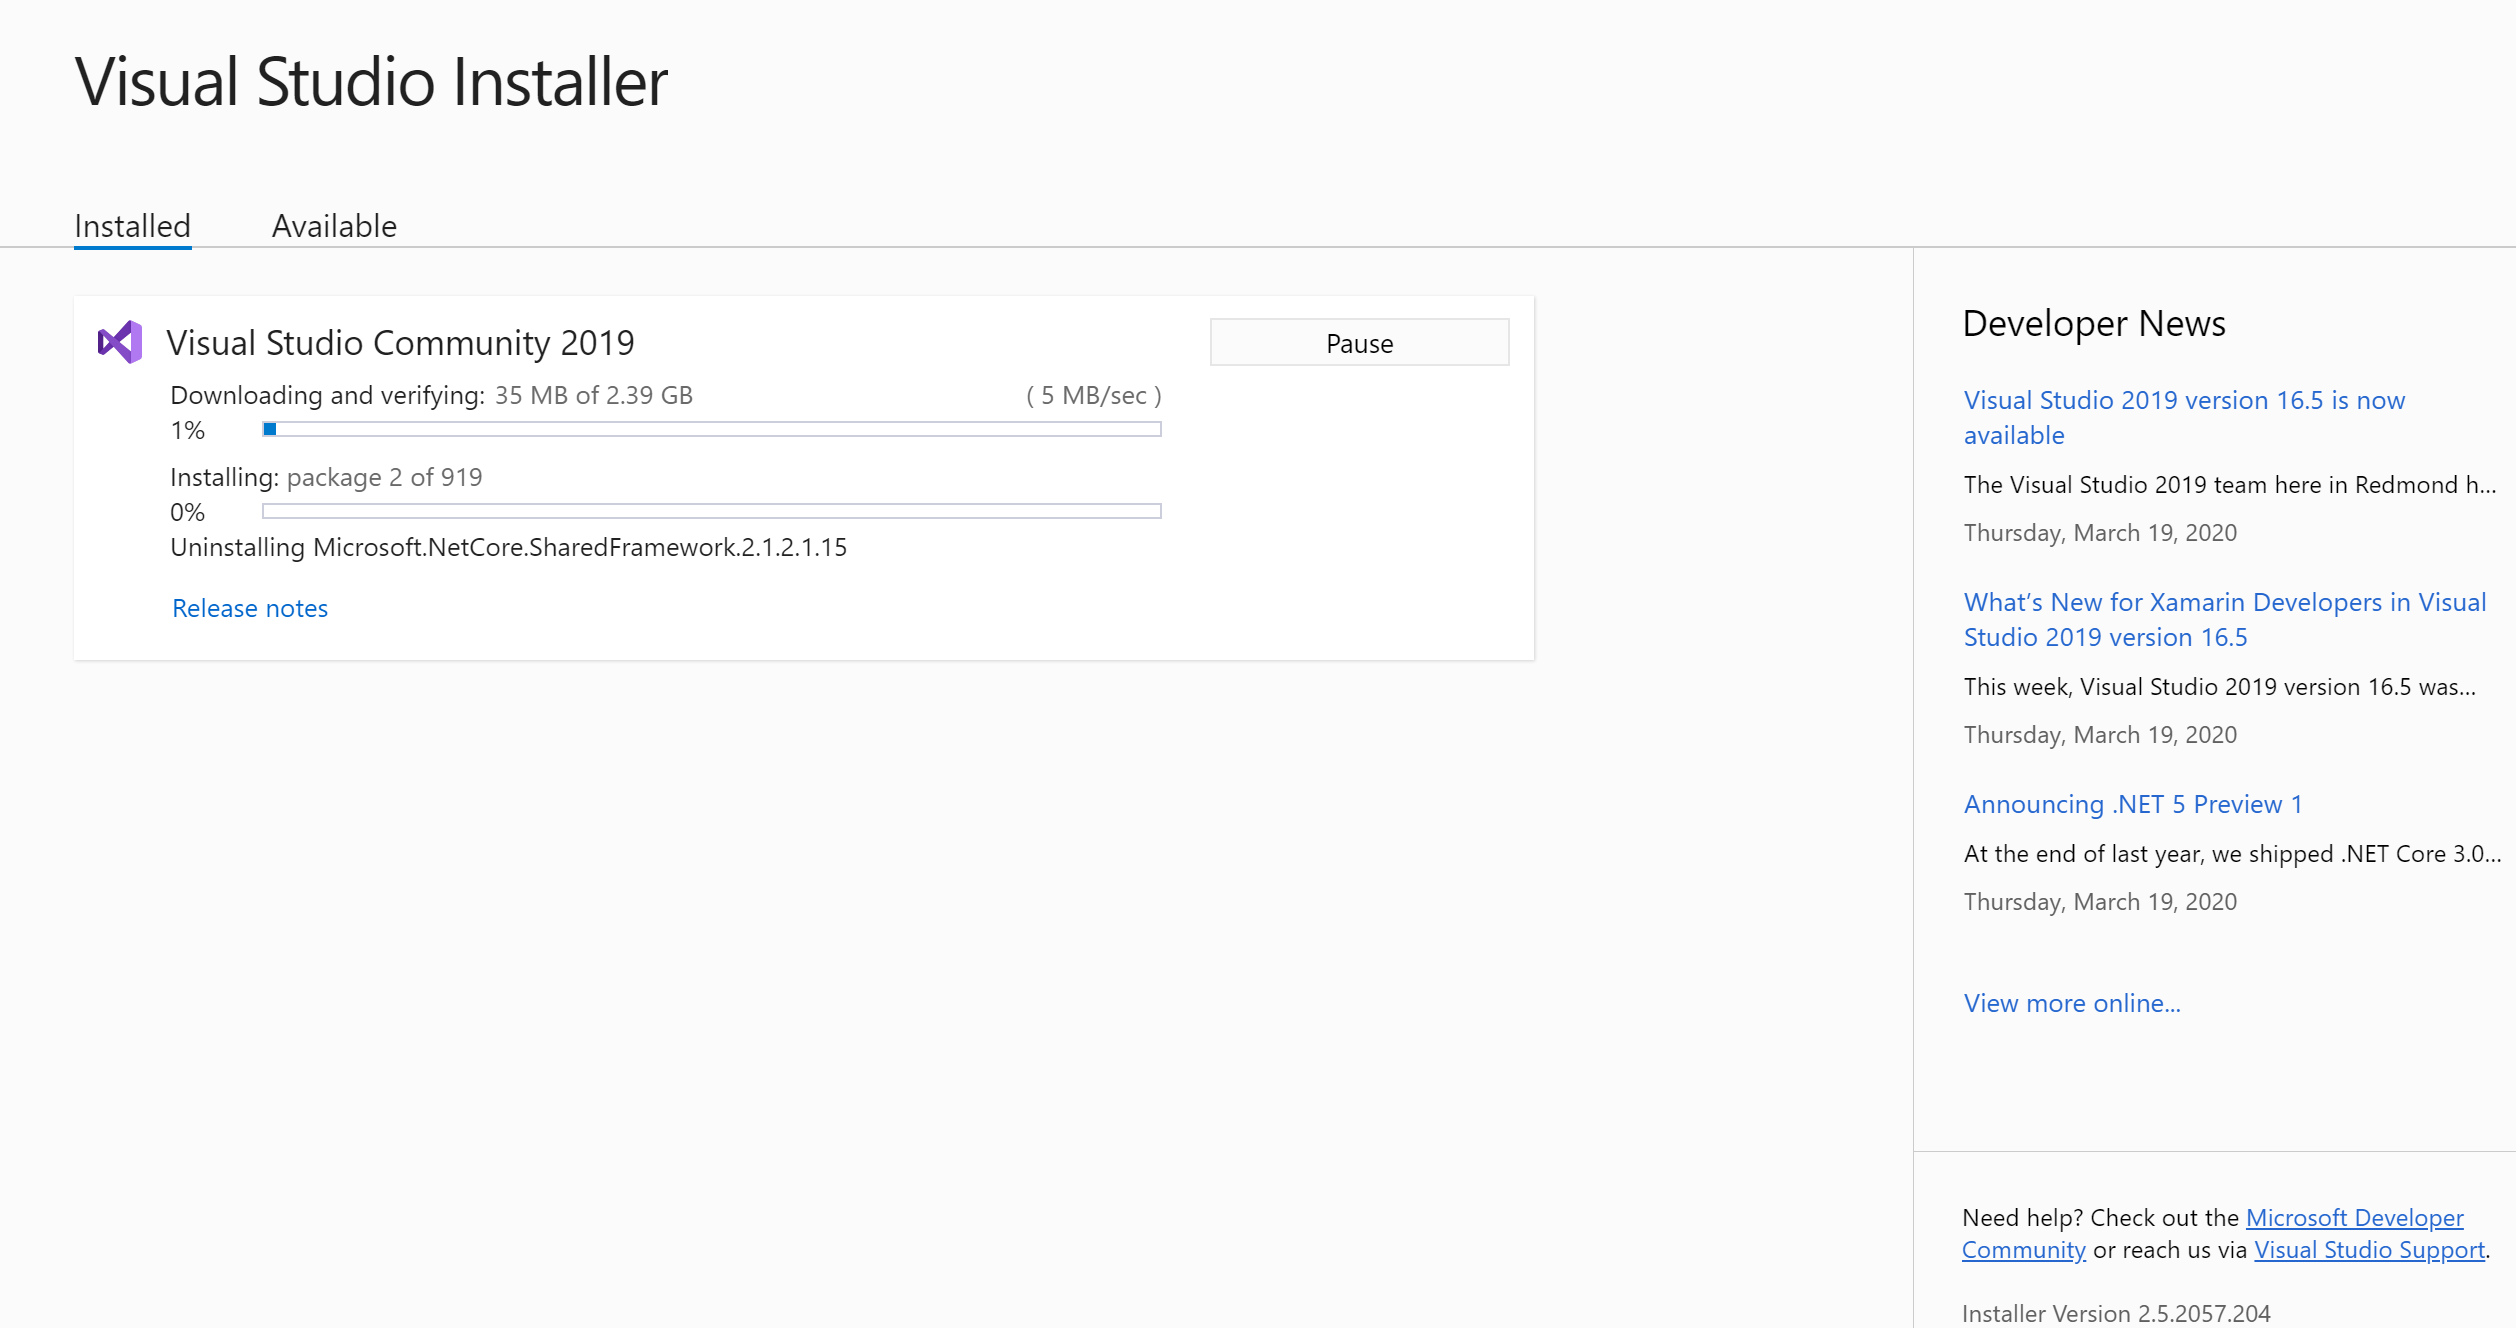 Visual Studio Installer
Installed
Available
Visual Studio Community 2019
Pause
Downloading and verifying: 35 MB of 2.39 GB
( 5 MB/sec )
1%
Installing: package 2 of 919
0%
Uninstalling Microsoft.NetCore.SharedFramework.2.1.2.1.15
Release notes
Developer News
Visual Studio 2019 version 16.5 is now
available
The Visual Studio 2019 team here in Redmond h...
Thursday, March 19, 2020
What’s New for Xamarin Developers in Visual
Studio 2019 version 16.5
This week, Visual Studio 2019 version 16.5 was...
Thursday, March 19, 2020
Announcing .NET 5 Preview 1
At the end of last year, we shipped .NET Core 3.0...
Thursday, March 19, 2020
View more online...
Need help? Check out the Microsoft Developer
Community or reach us via Visual Studio Support.
Installer Version 2.5.2057.204